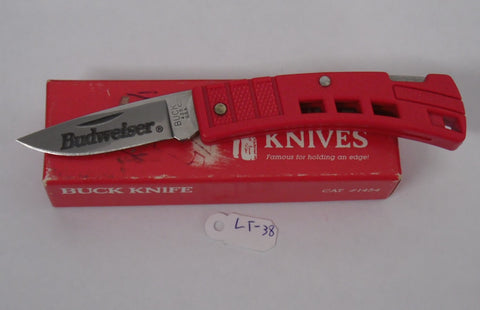 Budweiser®
BUCK
U.S.A.
KNIVES
Famous for holding an edge!
BUCK KNIFE
CAT #1454
LT-38